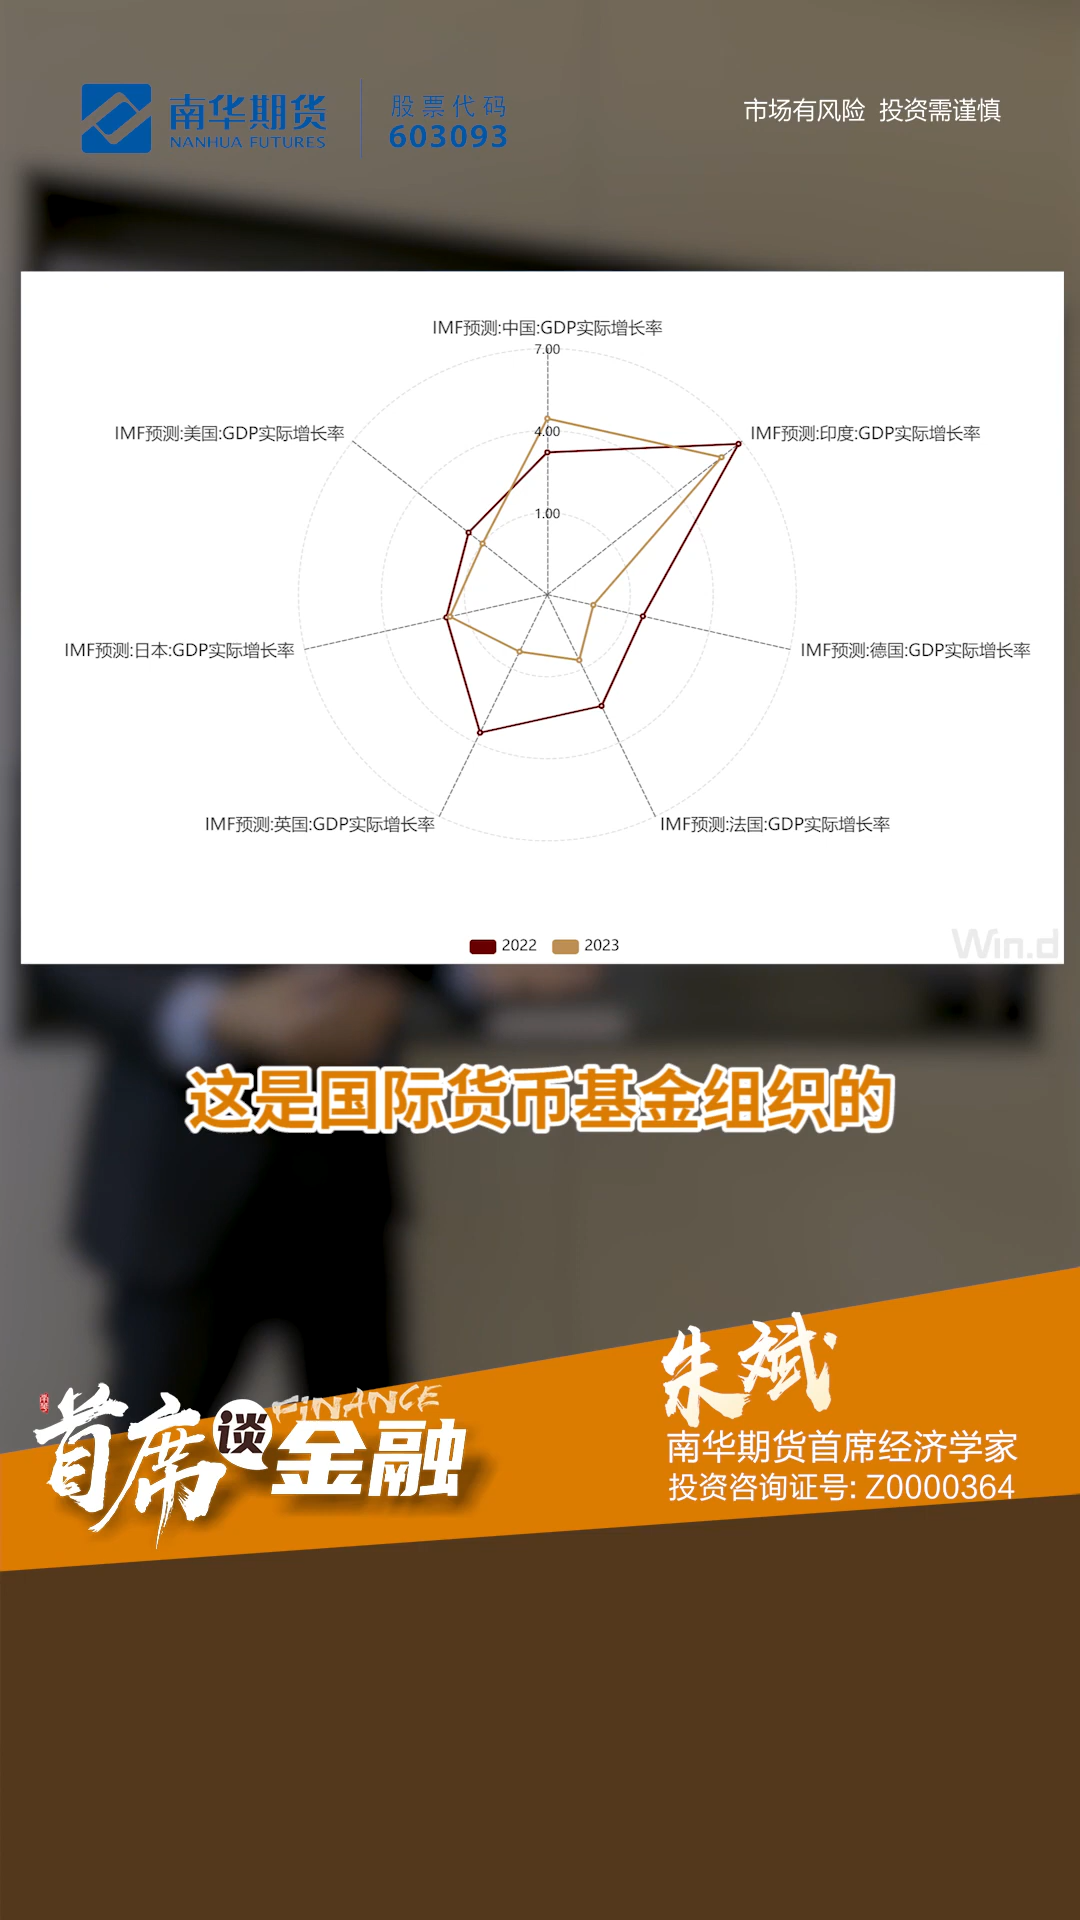 南华期货
NANHUA FUTURES
股票代码
603093
市场有风险 投资需谨慎
IMF预测:中国:GDP实际增长率
7.00
IMF预测:美国:GDP实际增长率
4.00
IMF预测:印度:GDP实际增长率
1.00
IMF预测:日本:GDP实际增长率
IMF预测:德国:GDP实际增长率
IMF预测:英国:GDP实际增长率
IMF预测:法国:GDP实际增长率
2022
2023
Win.d
这是国际货币基金组织的
朱斌
南华期货首席经济学家
投资咨询证号: Z0000364
首席谈金融
FINANCE